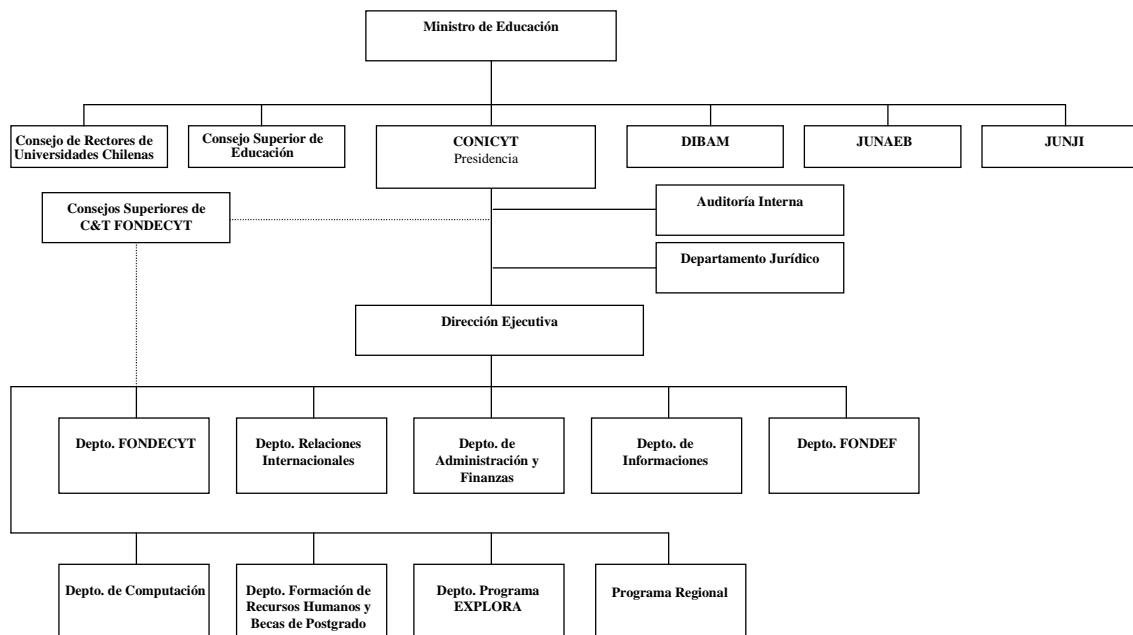 Ministro de Educación
Consejo de Rectores de
Universidades Chilenas
Consejo Superior de
Educación
CONICYT
Presidencia
DIBAM
JUNAEB
JUNJI
Consejos Superiores de
C&T FONDECYT
Auditoría Interna
Departamento Jurídico
Dirección Ejecutiva
Depto. FONDECYT
Depto. Relaciones
Internacionales
Depto. de
Administración y
Finanzas
Depto. de
Informaciones
Depto. FONDEF
Depto. de Computación
Depto. Formación de
Recursos Humanos y
Becas de Postgrado
Depto. Programa
EXPLORA
Programa Regional